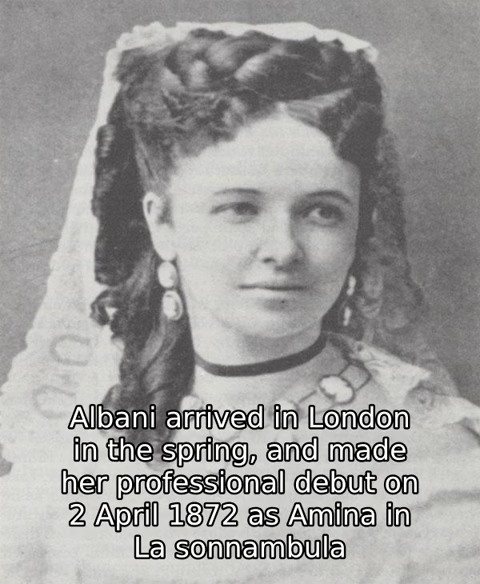 Albani arrived in London
in the spring, and made
her professional debut on
2 April 1872 as Amina in
La sonnambula